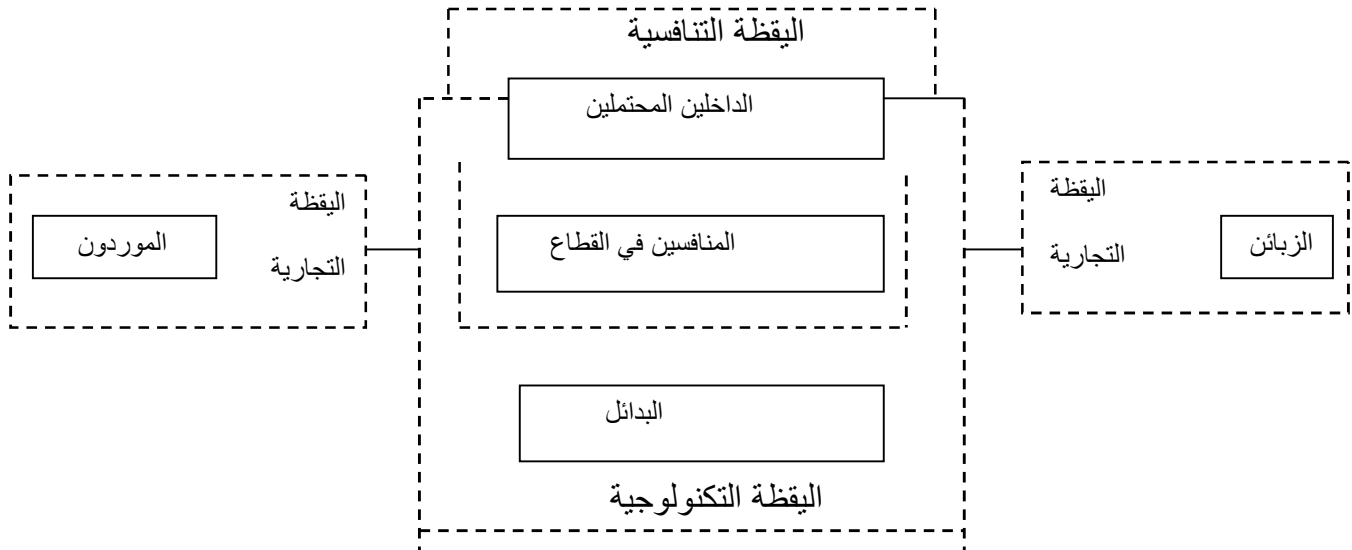 اليقظة التنافسية
الداخلين المحتملين
اليقظة
التجارية
الزبائن
المنافسين في القطاع
اليقظة
التجارية
الموردون
البدائل
اليقظة التكنولوجية